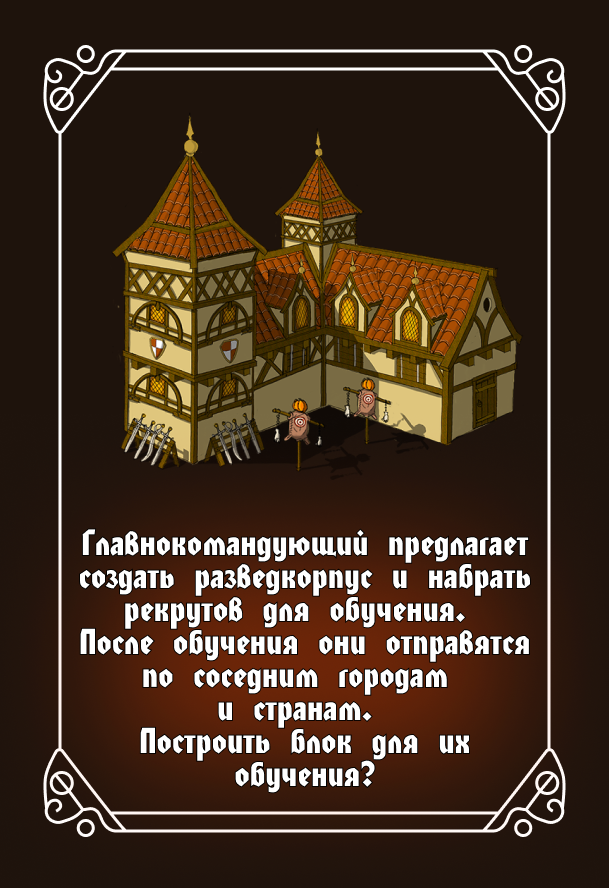 Главнокомандующий предлагает
создать разведкорпус и набрать
рекрутов для обучения.
После обучения они отправятся
по соседним городам
и странам.
Построить блок для их
обучения?